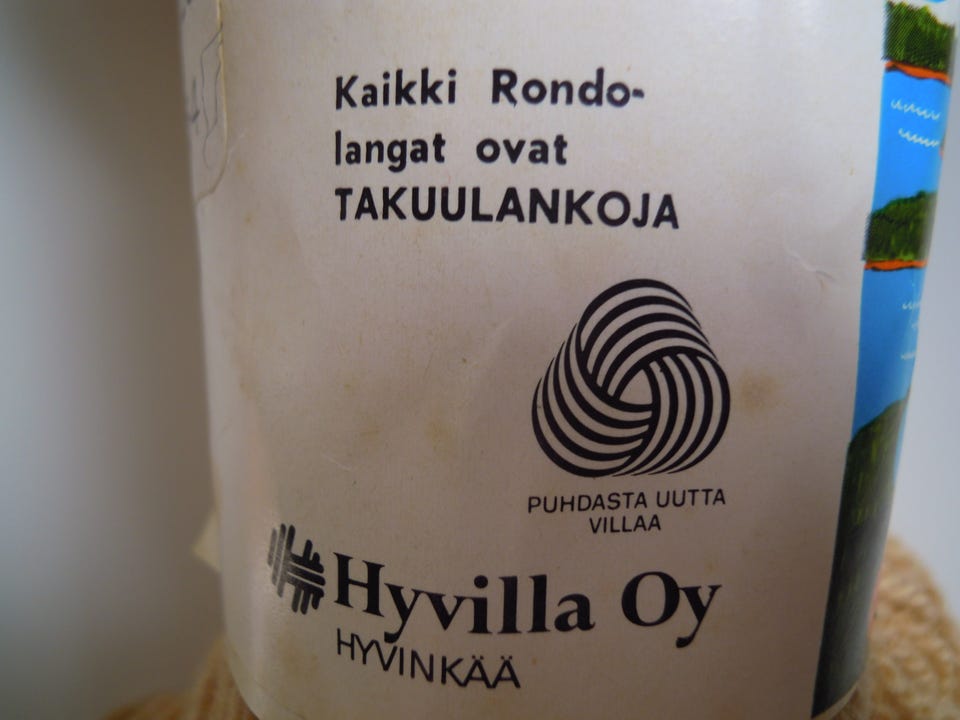 Kaikki Rondo-
langat ovat
TAKUULANKOJA
PUHDASTA UUTTA
VILLAA
Hyvilla Oy
HYVINKÄÄ